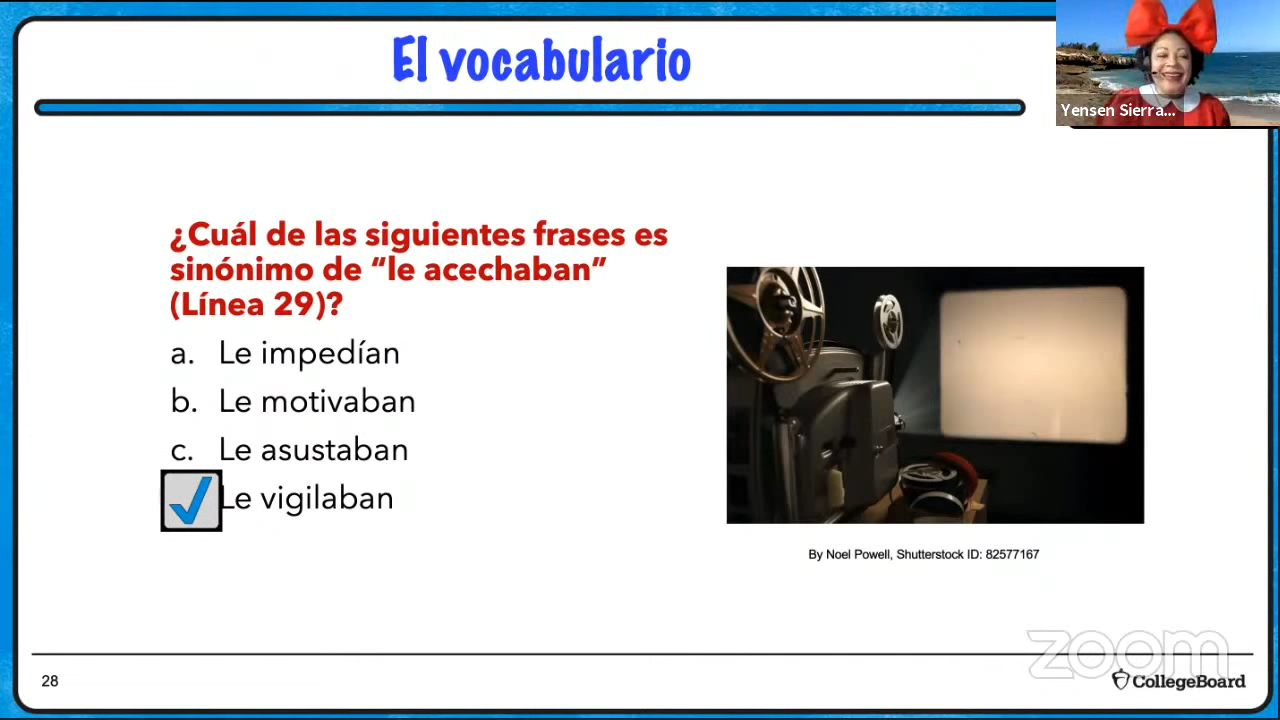 El vocabulario
Yensen Sierra...
¿Cuál de las siguientes frases es
sinónimo de “le acechaban”
(Línea 29)?
a. Le impedían
b. Le motivaban
c. Le asustaban
Le vigilaban
By Noel Powell, Shutterstock ID: 82577167
zoom
28
CollegeBoard